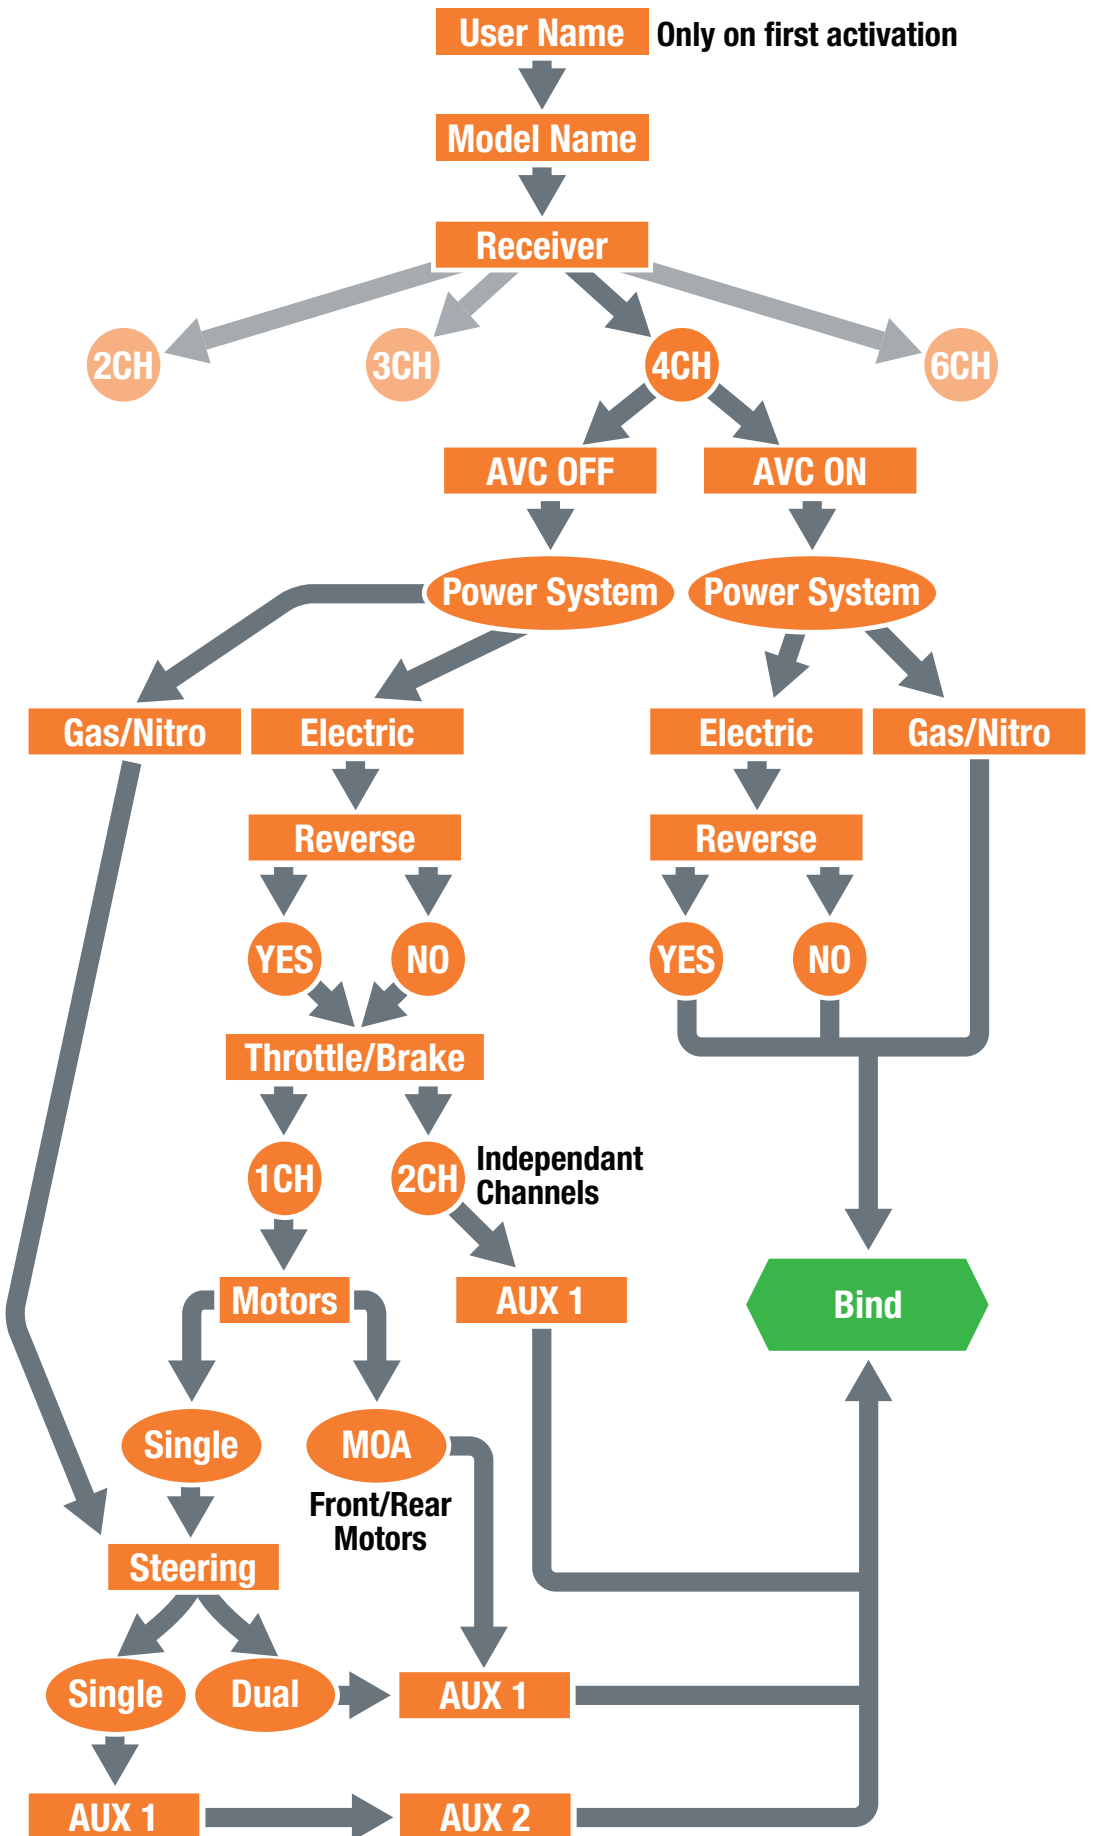 User Name
Only on first activation
Model Name
Receiver
2CH
3CH
4CH
6CH
AVC OFF
AVC ON
Power System
Power System
Gas/Nitro
Electric
Electric
Gas/Nitro
Reverse
Reverse
YES
NO
YES
NO
Throttle/Brake
1CH
2CH
Independant
Channels
Motors
AUX 1
Bind
Single
MOA
Front/Rear
Motors
Steering
Single
Dual
AUX 1
AUX 1
AUX 2